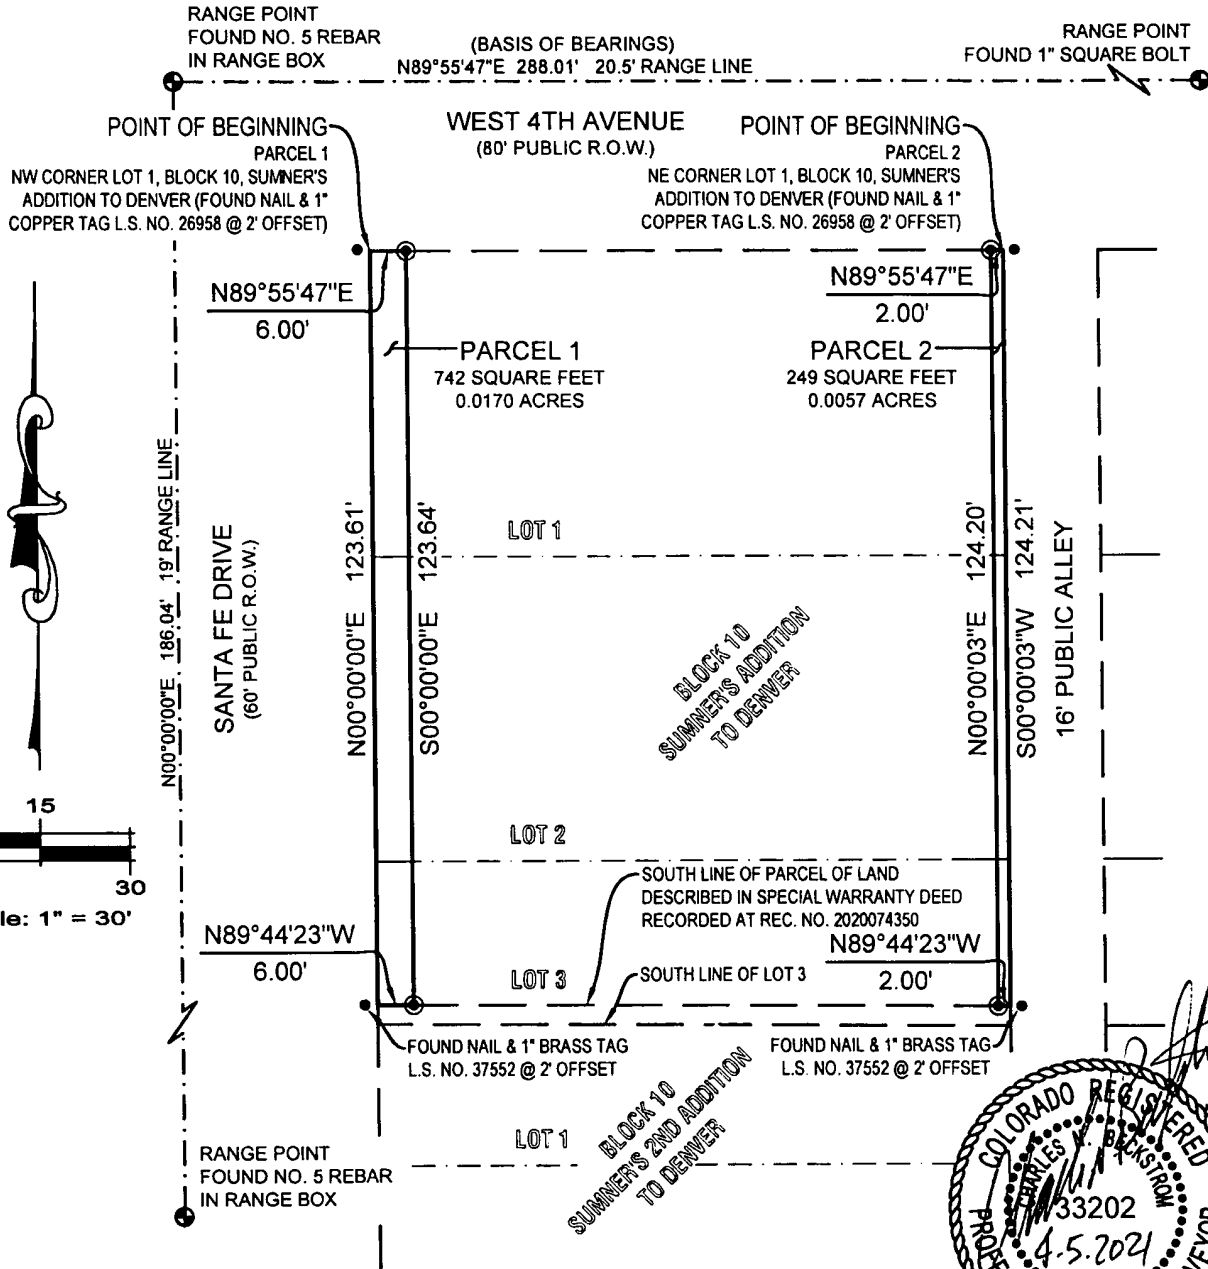 RANGE POINT
FOUND NO. 5 REBAR
IN RANGE BOX
(BASIS OF BEARINGS)
N89°55'47"E 288.01' 20.5' RANGE LINE
RANGE POINT
FOUND 1" SQUARE BOLT
WEST 4TH AVENUE
(80' PUBLIC R.O.W.)
POINT OF BEGINNING
PARCEL 1
NW CORNER LOT 1, BLOCK 10, SUMNER'S
ADDITION TO DENVER (FOUND NAIL & 1"
COPPER TAG L.S. NO. 26958 @ 2' OFFSET)
POINT OF BEGINNING
PARCEL 2
NE CORNER LOT 1, BLOCK 10, SUMNER'S
ADDITION TO DENVER (FOUND NAIL & 1"
COPPER TAG L.S. NO. 26958 @ 2' OFFSET)
N89°55'47"E
6.00'
N89°55'47"E
2.00'
PARCEL 1
742 SQUARE FEET
0.0170 ACRES
PARCEL 2
249 SQUARE FEET
0.0057 ACRES
N00°00'00"E 186.04' 19' RANGE LINE
SANTA FE DRIVE
(60' PUBLIC R.O.W.)
N00°00'00"E 123.61'
S00°00'00"E 123.64'
LOT 1
BLOCK 10
SUMNER'S ADDITION
TO DENVER
N00°00'03"E 124.20'
S00°00'03"W 124.21'
16' PUBLIC ALLEY
15
30
le: 1" = 30'
LOT 2
SOUTH LINE OF PARCEL OF LAND
DESCRIBED IN SPECIAL WARRANTY DEED
RECORDED AT REC. NO. 2020074350
N89°44'23"W
6.00'
N89°44'23"W
2.00'
LOT 3
SOUTH LINE OF LOT 3
FOUND NAIL & 1" BRASS TAG
L.S. NO. 37552 @ 2' OFFSET
FOUND NAIL & 1" BRASS TAG
L.S. NO. 37552 @ 2' OFFSET
LOT 1
BLOCK 10
SUMNER'S 2ND ADDITION
TO DENVER
RANGE POINT
FOUND NO. 5 REBAR
IN RANGE BOX
COLORADO REGISTERED
CHARLES N. BECKSTROM
33202
4.5.2021